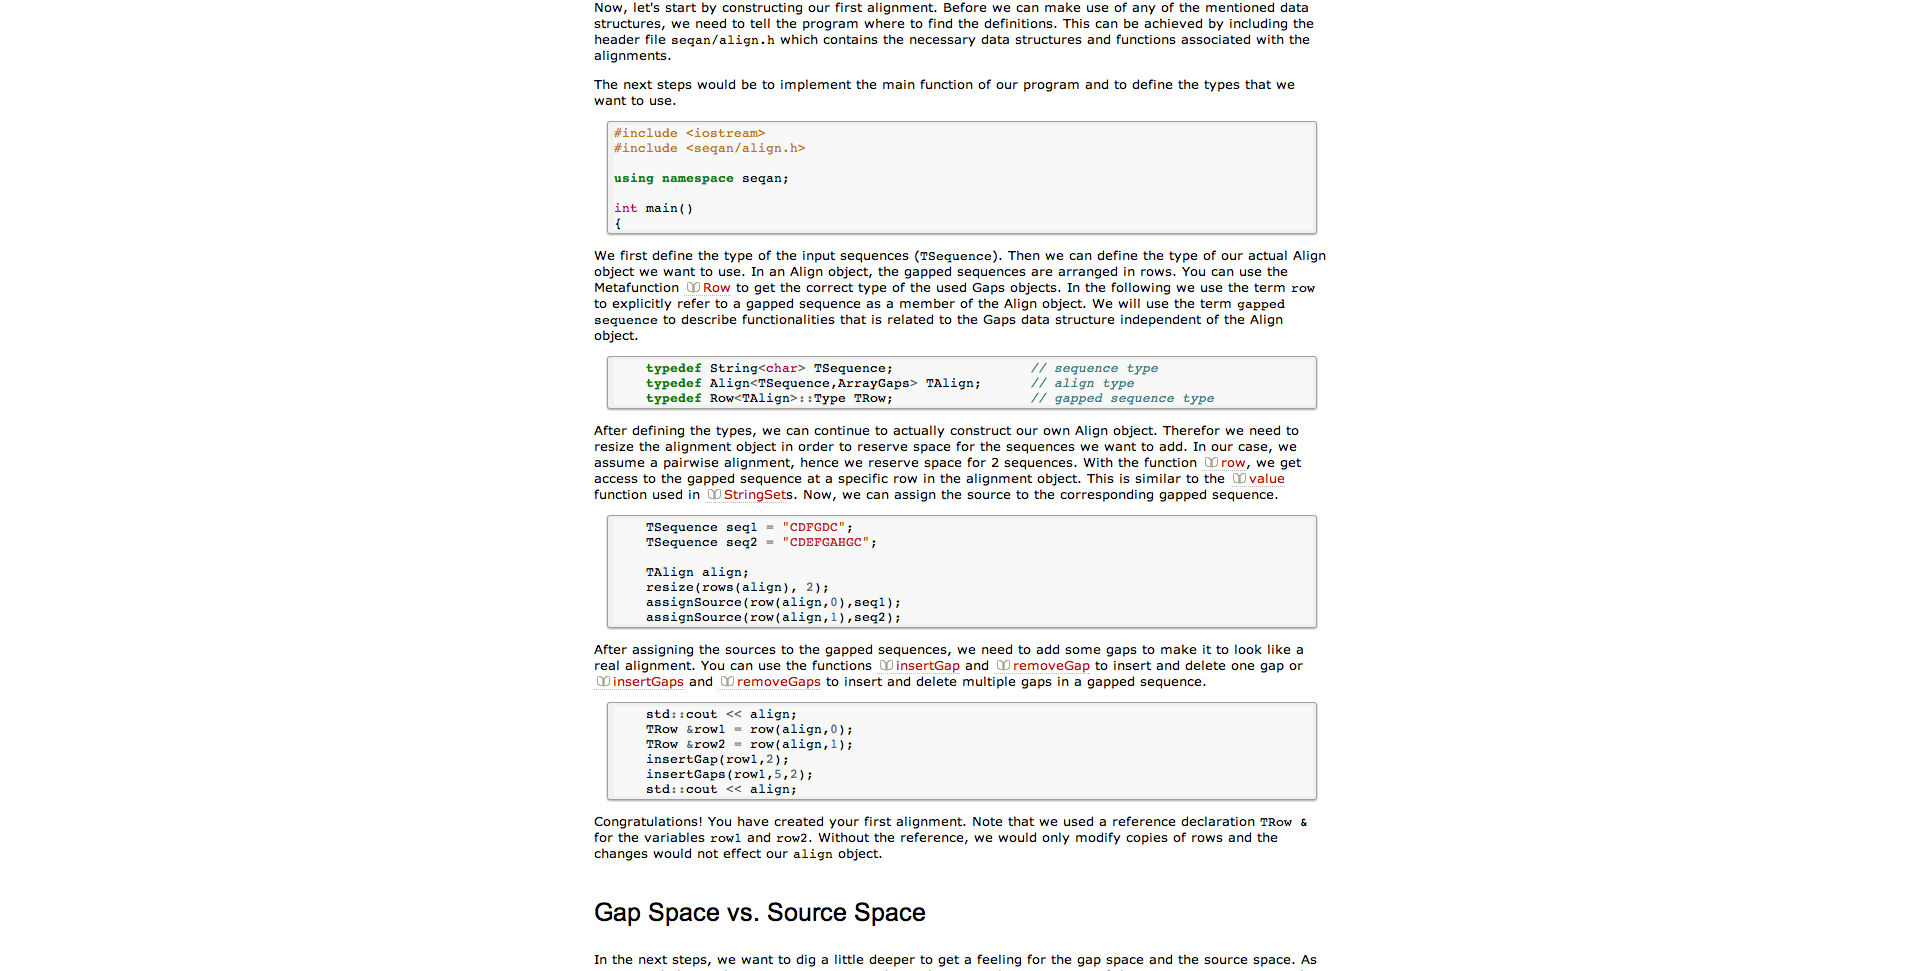 Now, let's start by constructing our first alignment. Before we can make use of any of the mentioned data
structures, we need to tell the program where to find the definitions. This can be achieved by including the
header file seqan/align.h which contains the necessary data structures and functions associated with the
alignments.
The next steps would be to implement the main function of our program and to define the types that we
want to use.
#include <iostream>
#include <seqan/align.h>
using namespace seqan;
int main()
{
We first define the type of the input sequences (TSequence). Then we can define the type of our actual Align
object we want to use. In an Align object, the gapped sequences are arranged in rows. You can use the
Metafunction Row to get the correct type of the used Gaps objects. In the following we use the term row
to explicitly refer to a gapped sequence as a member of the Align object. We will use the term gapped
sequence to describe functionalities that is related to the Gaps data structure independent of the Align
object.
typedef String<char> TSequence; // sequence type
typedef Align<TSequence,ArrayGaps> TAlign; // align type
typedef Row<TAlign>::Type TRow; // gapped sequence type
After defining the types, we can continue to actually construct our own Align object. Therefor we need to
resize the alignment object in order to reserve space for the sequences we want to add. In our case, we
assume a pairwise alignment, hence we reserve space for 2 sequences. With the function row, we get
access to the gapped sequence at a specific row in the alignment object. This is similar to the value
function used in StringSets. Now, we can assign the source to the corresponding gapped sequence.
TSequence seq1 = "CDFGDC";
TSequence seq2 = "CDEFGAHGC";
TAlign align;
resize(rows(align), 2);
assignSource(row(align,0),seq1);
assignSource(row(align,1),seq2);
After assigning the sources to the gapped sequences, we need to add some gaps to make it to look like a
real alignment. You can use the functions insertGap and removeGap to insert and delete one gap or
insertGaps and removeGaps to insert and delete multiple gaps in a gapped sequence.
std::cout << align;
TRow &row1 = row(align,0);
TRow &row2 = row(align,1);
insertGap(row1,2);
insertGaps(row1,5,2);
std::cout << align;
Congratulations! You have created your first alignment. Note that we used a reference declaration TRow &
for the variables row1 and row2. Without the reference, we would only modify copies of rows and the
changes would not effect our align object.
Gap Space vs. Source Space
In the next steps, we want to dig a little deeper to get a feeling for the gap space and the source space. As